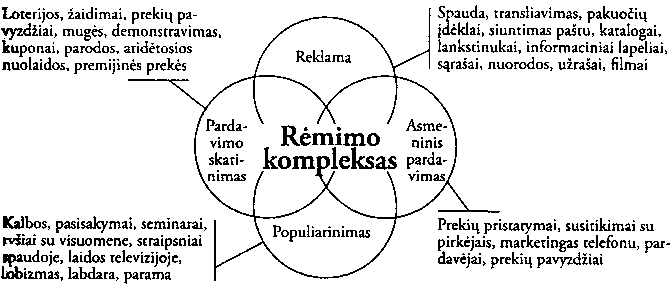 Loterijos, žaidimai, prekių pa-
vyzdžiai, mugės, demonstravimas,
kuponai, parodos, atidėtosios
nuolaidos, premijinės prekės
Spauda, transliavimas, pakuočių
įdėklai, siuntimas paštu, katalogai,
lankstinukai, informaciniai lapeliai,
sąrašai, nuorodos, užrašai, filmai
Reklama
Parda-
vimo
skati-
nimas
Rėmimo
kompleksas
Asme-
ninis
parda-
vimas
Populiarinimas
Kalbos, pasisakymai, seminarai,
ryšiai su visuomene, straipsniai
spaudoje, laidos televizijoje,
lobizmas, labdara, parama
Prekių pristatymai, susitikimai su
pirkėjais, marketingas telefonu, par-
davėjai, prekių pavyzdžiai